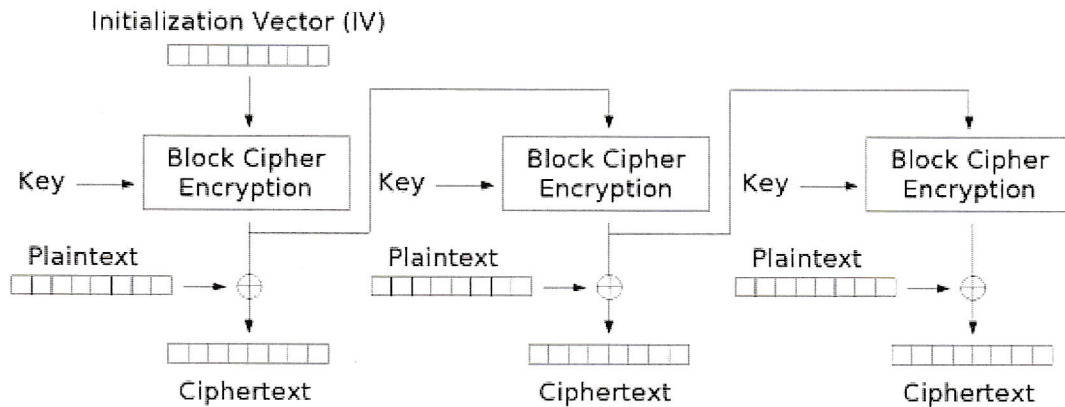 Initialization Vector (IV)
Key
Block Cipher
Encryption
Key
Block Cipher
Encryption
Key
Block Cipher
Encryption
Plaintext
Plaintext
Plaintext
Ciphertext
Ciphertext
Ciphertext